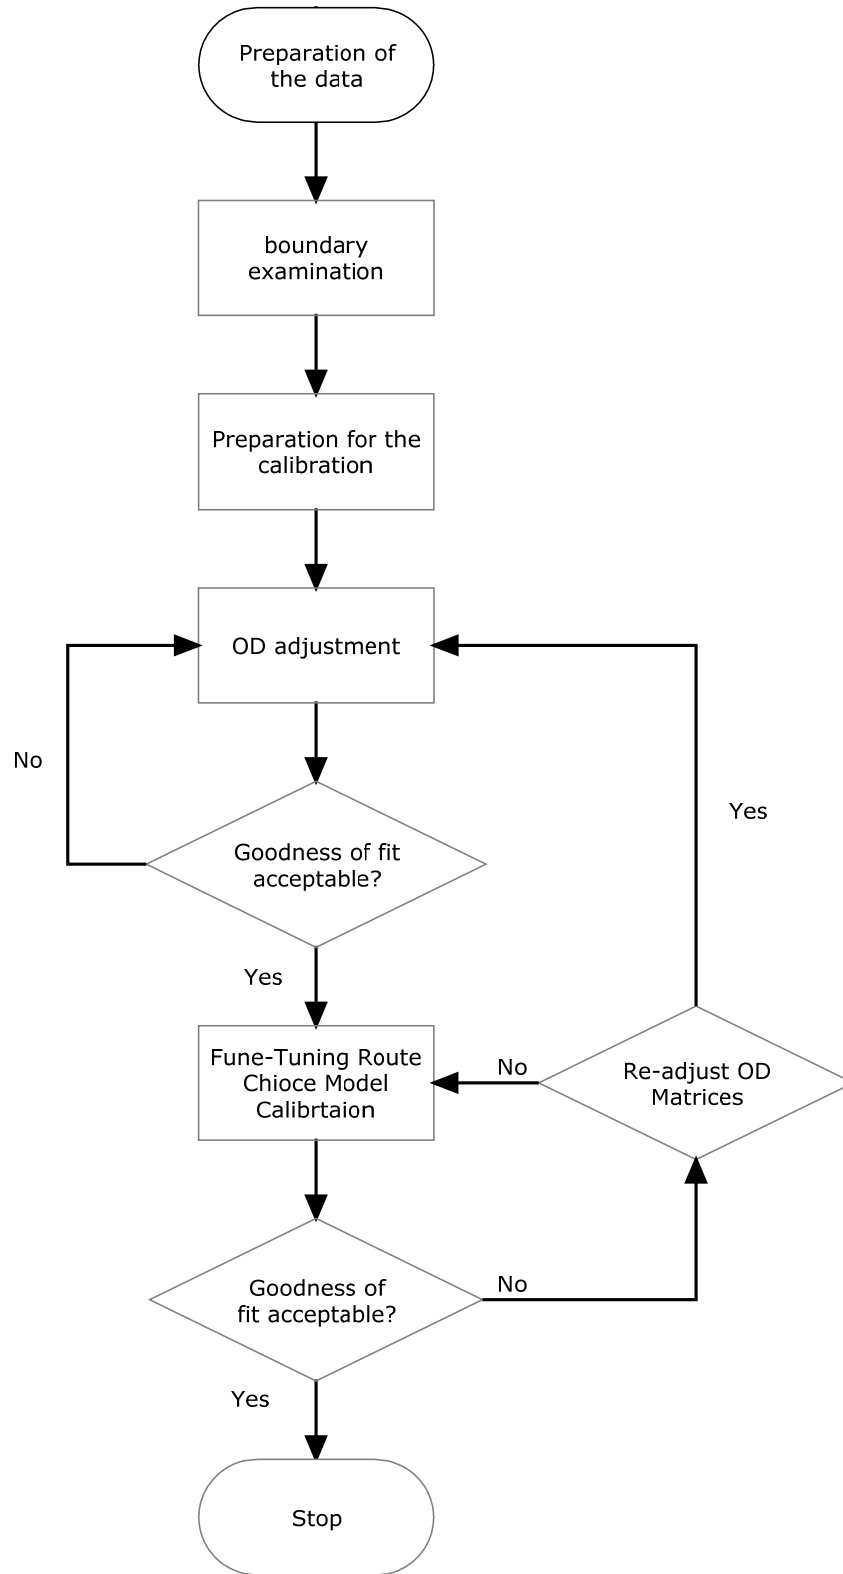 Preparation of
the data
boundary
examination
Preparation for the
calibration
OD adjustment
No
Yes
Goodness of fit
acceptable?
Yes
Fune-Tuning Route
Chioce Model
Calibrtaion
No
Re-adjust OD
Matrices
Goodness of
fit acceptable?
No
Yes
Stop